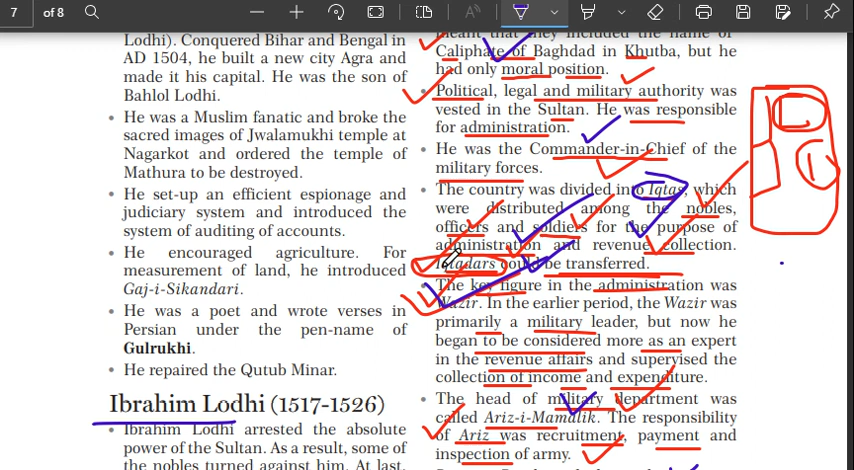 7 of 8
Lodhi). Conquered Bihar and Bengal in
AD 1504, he built a new city Agra and
made it his capital. He was the son of
Bahlol Lodhi.
• He was a Muslim fanatic and broke the
sacred images of Jwalamukhi temple at
Nagarkot and ordered the temple of
Mathura to be destroyed.
• He set-up an efficient espionage and
judiciary system and introduced the
system of auditing of accounts.
• He encouraged agriculture. For
measurement of land, he introduced
Gaj-i-Sikandari.
• He was a poet and wrote verses in
Persian under the pen-name of
Gulrukhi.
• He repaired the Qutub Minar.
Ibrahim Lodhi (1517-1526)
• Ibrahim Lodhi arrested the absolute
power of the Sultan. As a result, some of
the nobles turned against him. At last,
meant that they included the name of
Caliphate of Baghdad in Khutba, but he
had only moral position.
• Political, legal and military authority was
vested in the Sultan. He was responsible
for administration.
• He was the Commander-in-Chief of the
military forces.
• The country was divided into Iqtas, which
were distributed among the nobles,
officers and soldiers for the purpose of
administration and revenue collection.
could be transferred.
• The key figure in the administration was
Wazir. In the earlier period, the Wazir was
primarily a military leader, but now he
began to be considered more as an expert
in the revenue affairs and supervised the
collection of income and expenditure.
• The head of military department was
called Ariz-i-Mamalik. The responsibility
of Ariz was recruitment, payment and
inspection of army.